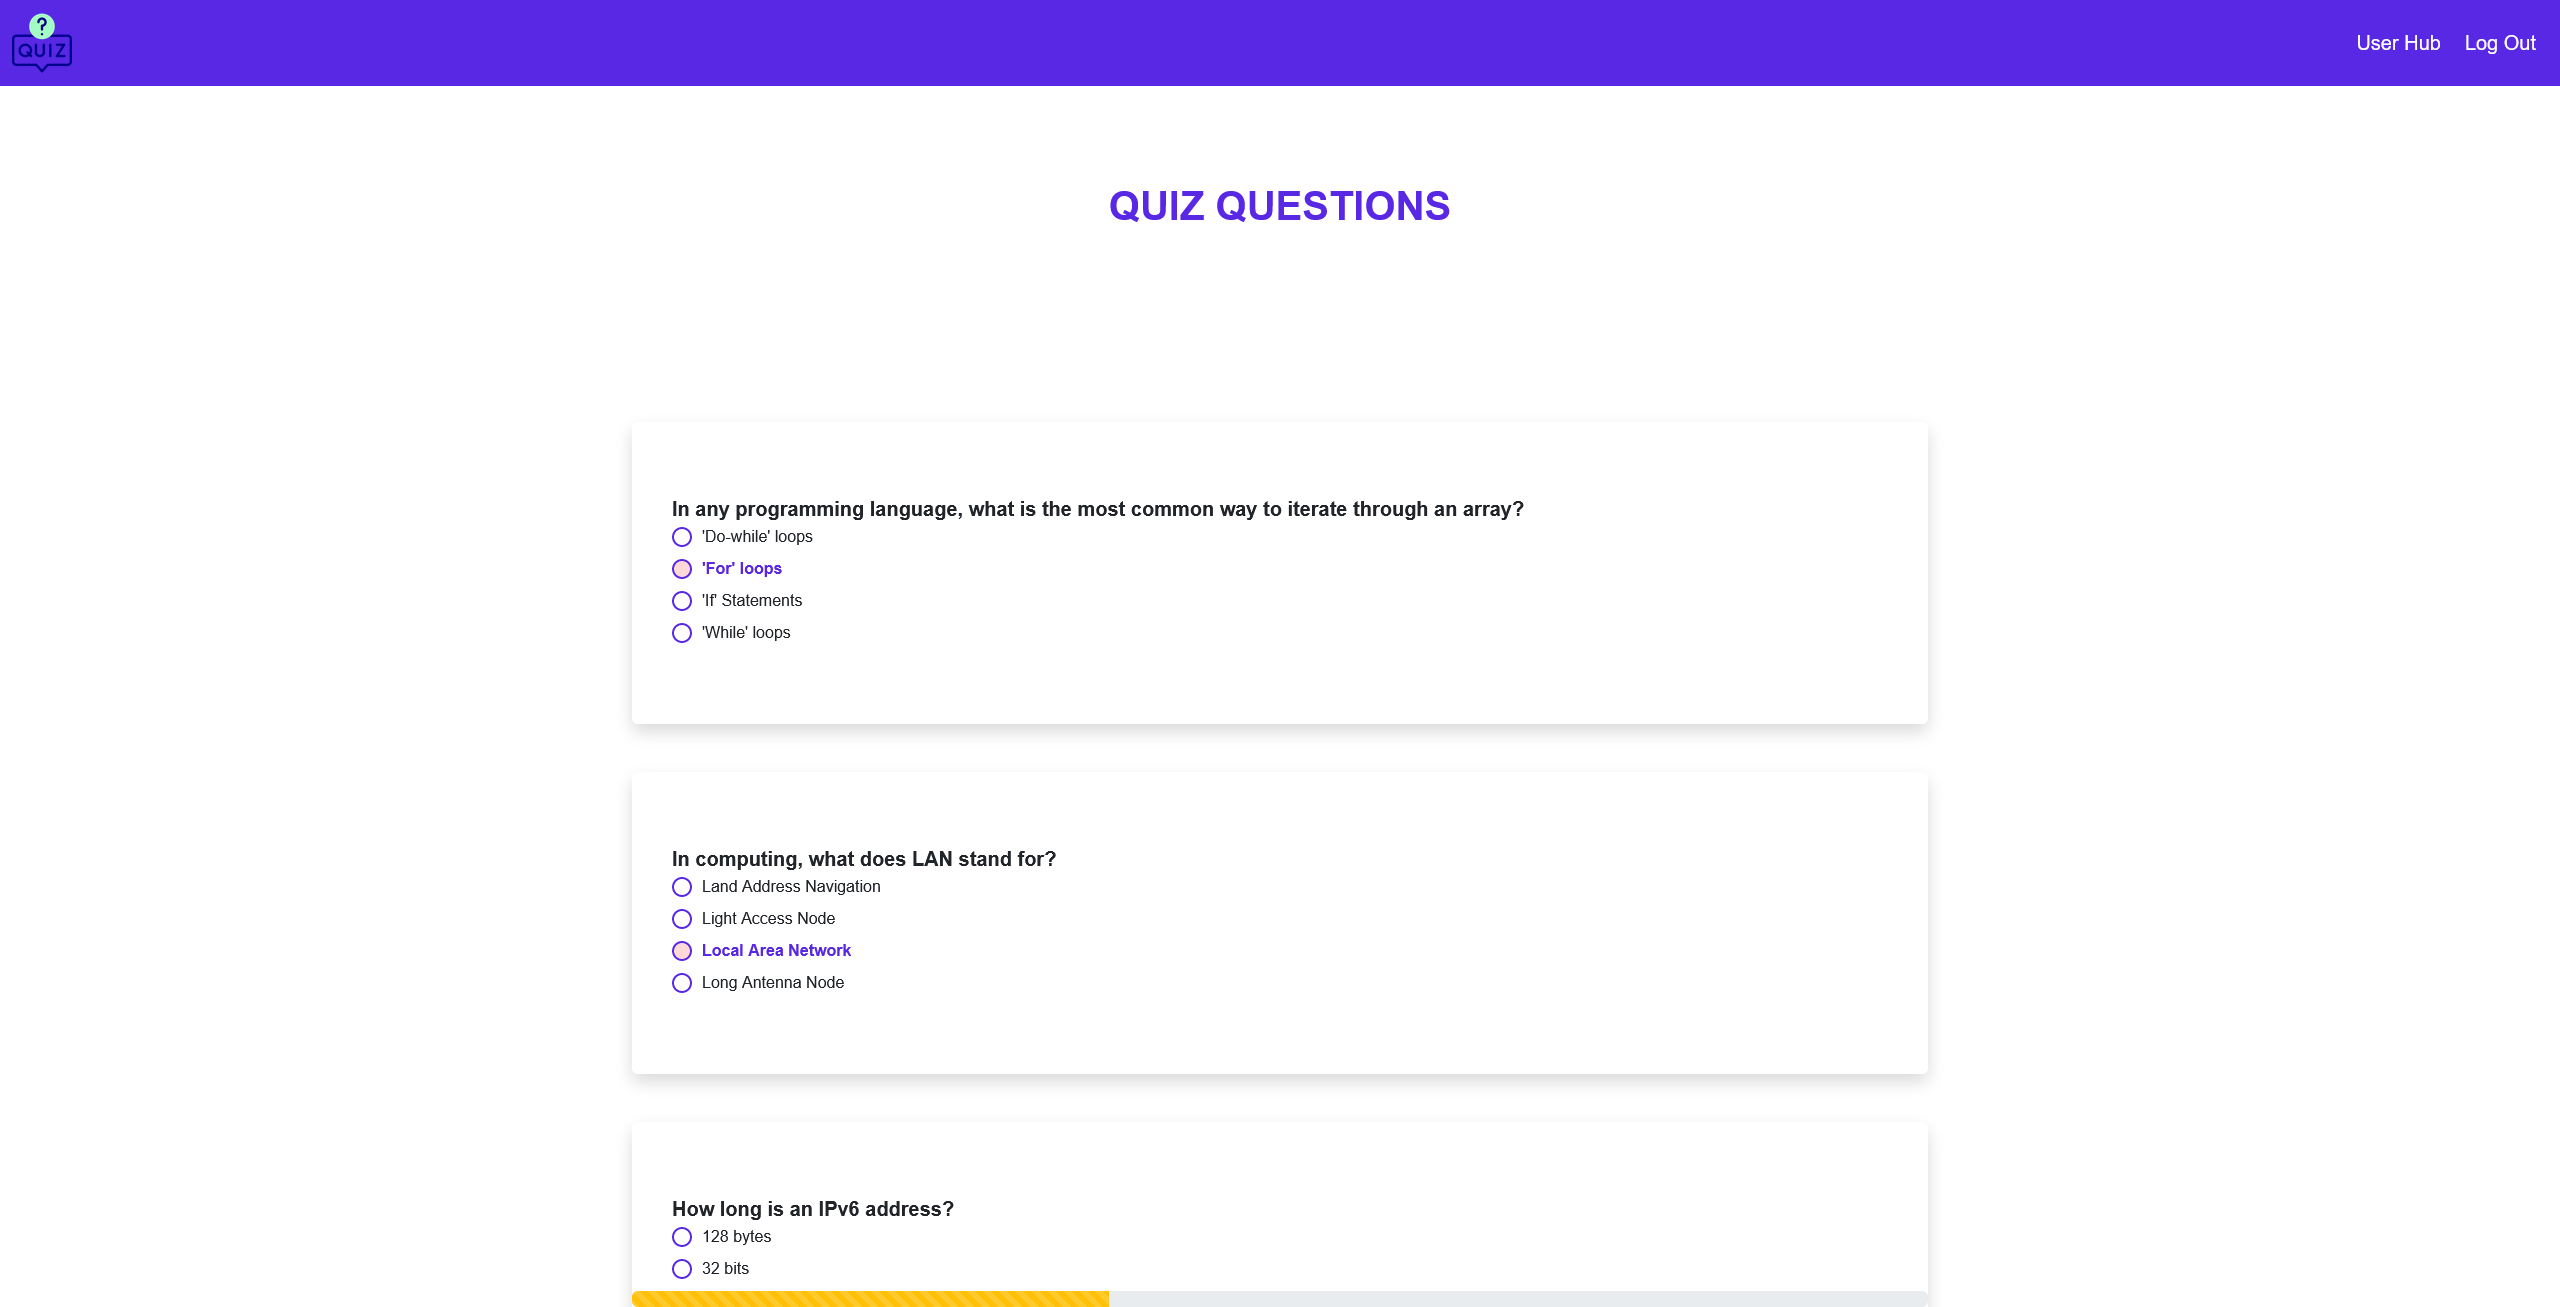 ?
QUIZ
User Hub
Log Out
QUIZ QUESTIONS
In any programming language, what is the most common way to iterate through an array?
'Do-while' loops
'For' loops
'If' Statements
'While' loops
In computing, what does LAN stand for?
Land Address Navigation
Light Access Node
Local Area Network
Long Antenna Node
How long is an IPv6 address?
128 bytes
32 bits